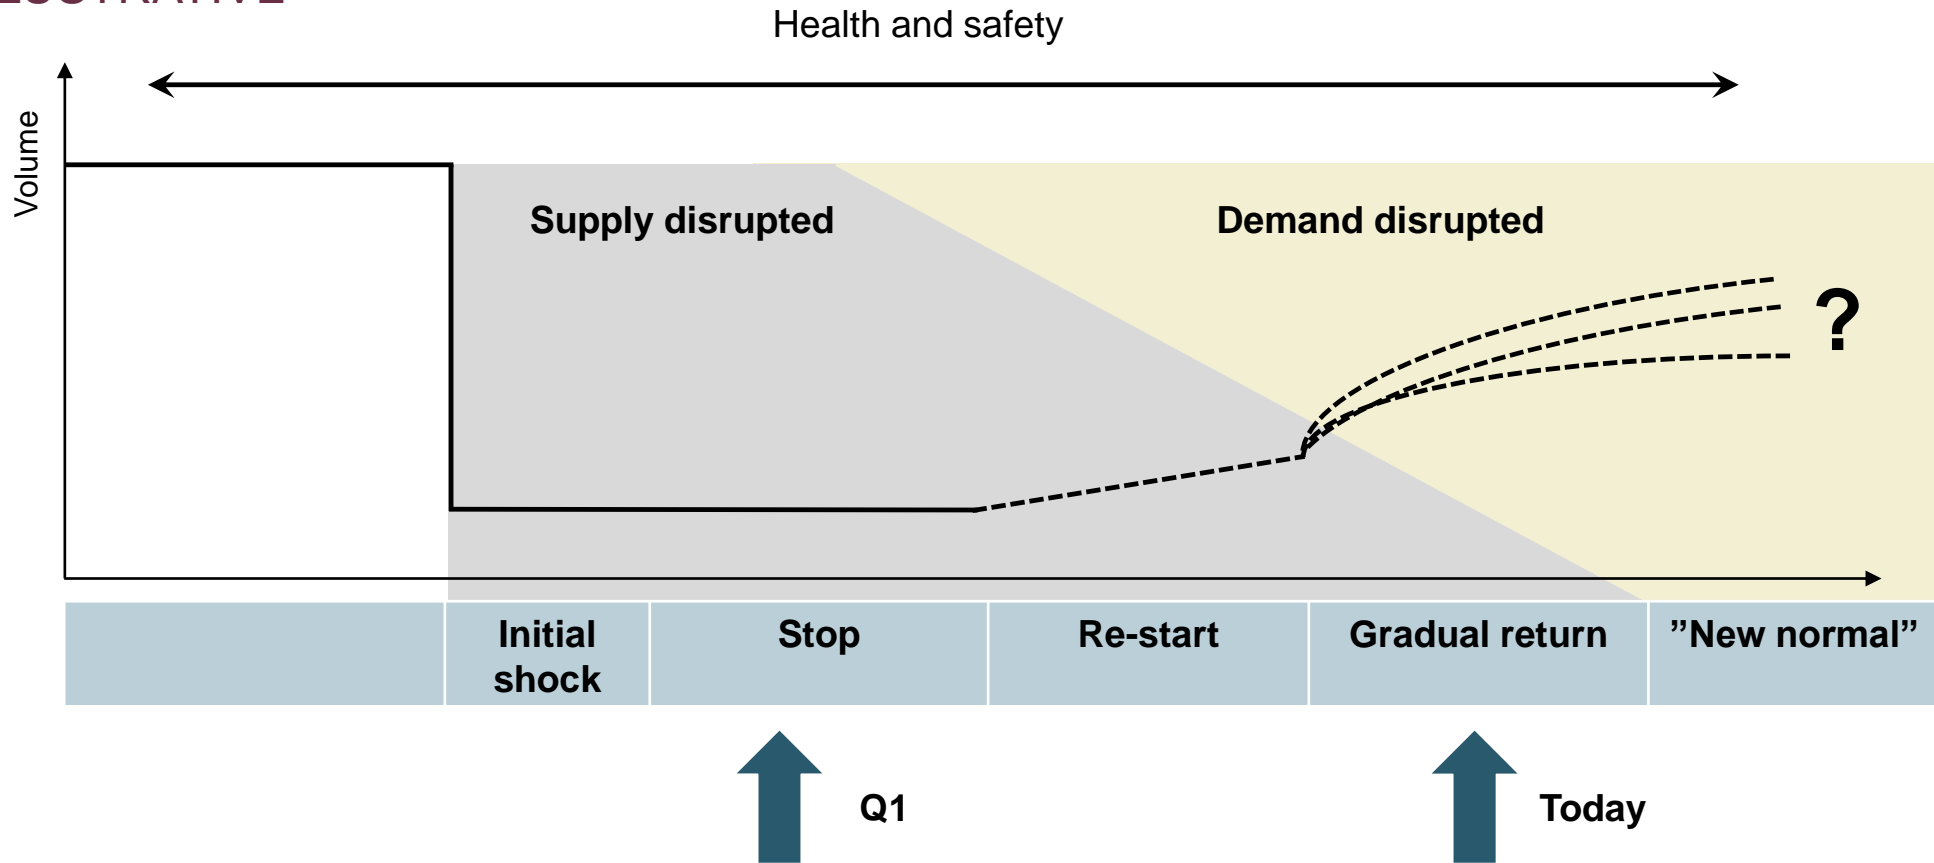 Health and safety
Volume
Supply disrupted
Demand disrupted
?
Initial
shock
Stop
Re-start
Gradual return
”New normal”
Q1
Today